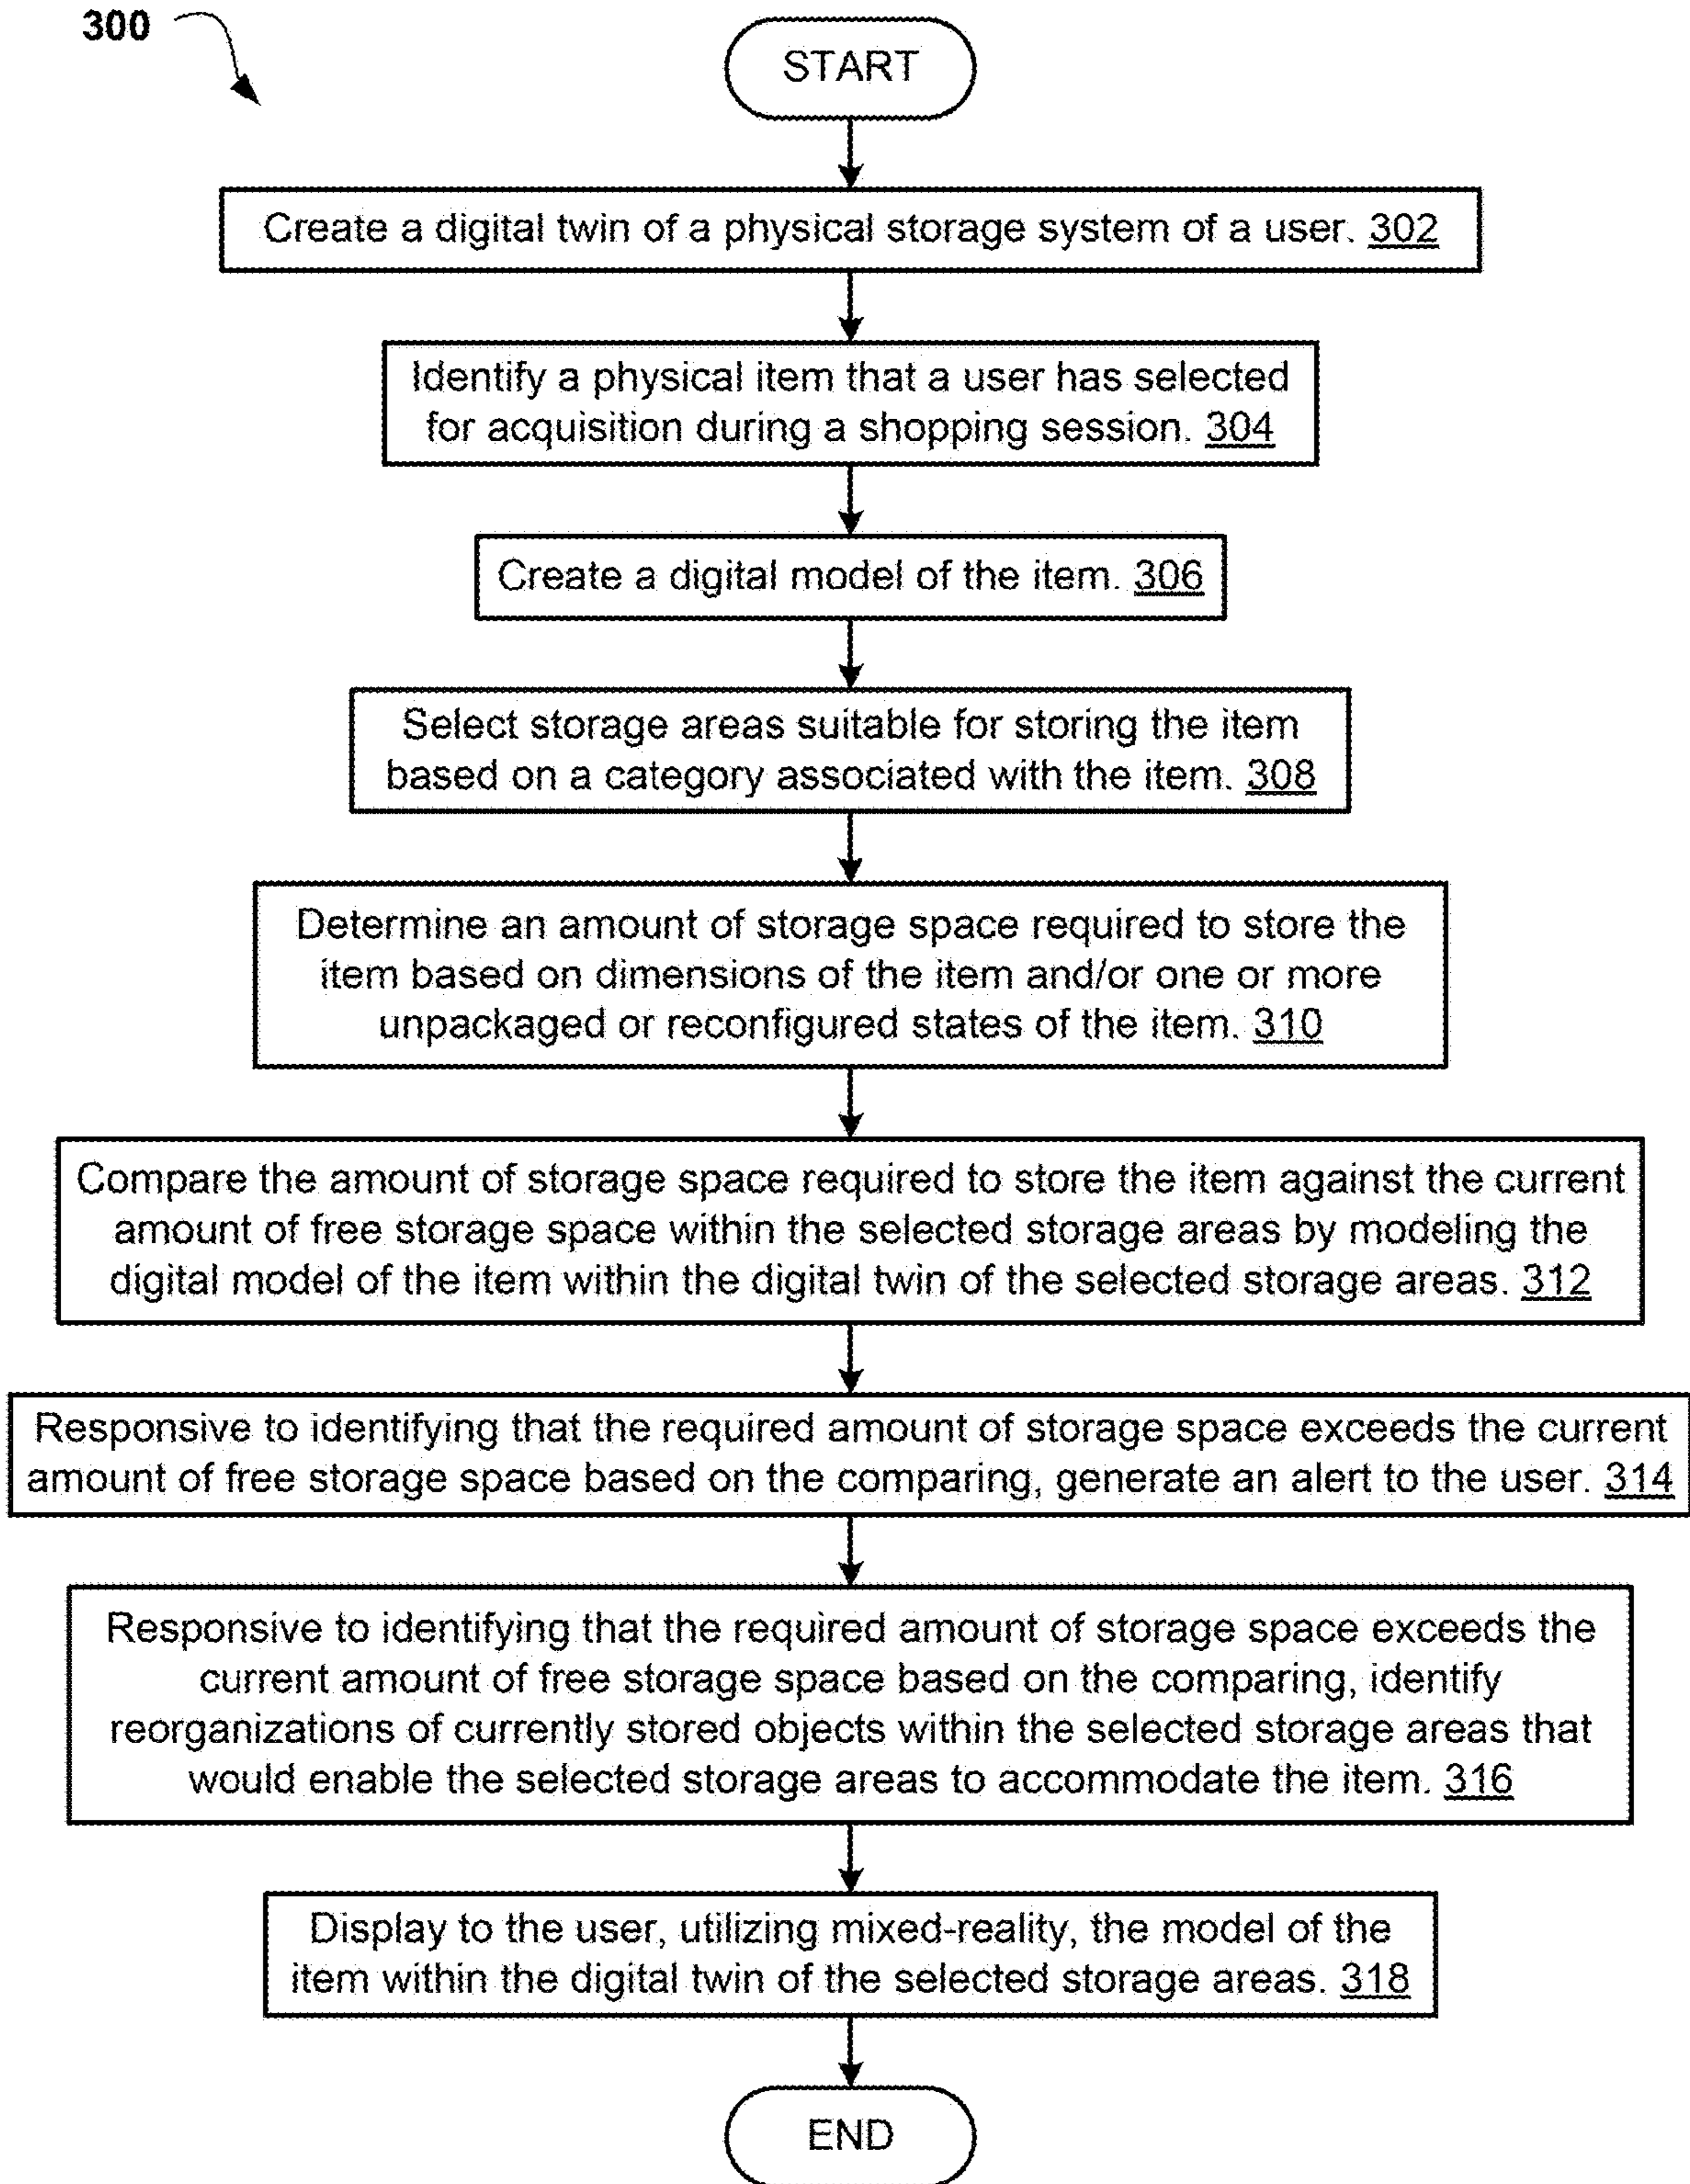 300
START
Create a digital twin of a physical storage system of a user. 302
Identify a physical item that a user has selected
for acquisition during a shopping session. 304
Create a digital model of the item. 306
Select storage areas suitable for storing the item
based on a category associated with the item. 308
Determine an amount of storage space required to store the
item based on dimensions of the item and/or one or more
unpackaged or reconfigured states of the item. 310
Compare the amount of storage space required to store the item against the current
amount of free storage space within the selected storage areas by modeling the
digital model of the item within the digital twin of the selected storage areas. 312
Responsive to identifying that the required amount of storage space exceeds the current
amount of free storage space based on the comparing, generate an alert to the user. 314
Responsive to identifying that the required amount of storage space exceeds the
current amount of free storage space based on the comparing, identify
reorganizations of currently stored objects within the selected storage areas that
would enable the selected storage areas to accommodate the item. 316
Display to the user, utilizing mixed-reality, the model of the
item within the digital twin of the selected storage areas. 318
END